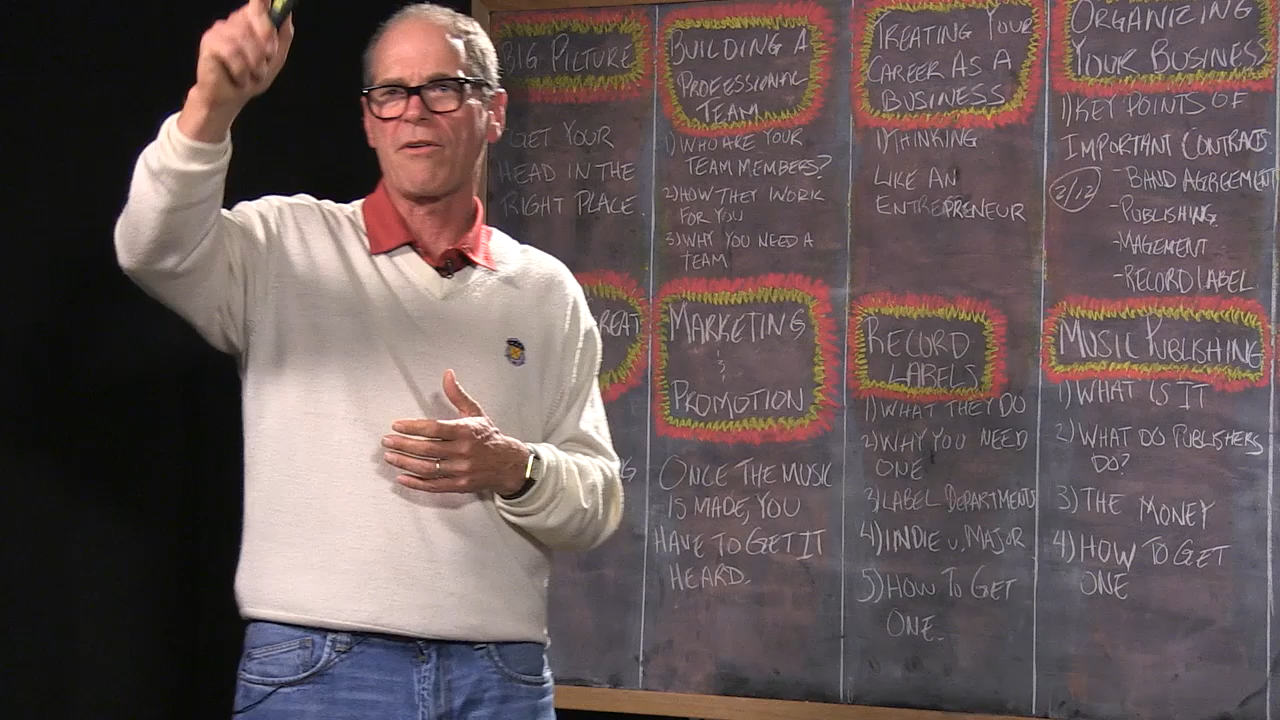 BIG PICTURE
GET YOUR
HEAD IN THE
RIGHT PLACE.
BUILDING A
PROFESSIONAL
TEAM
1) WHO ARE YOUR
TEAM MEMBERS?
2) HOW THEY WORK
FOR YOU
3) WHY YOU NEED A
TEAM
TREATING YOUR
CAREER AS A
BUSINESS
1) THINKING
LIKE AN
ENTREPRENEUR
ORGANIZING
YOUR BUSINESS
1) KEY POINTS OF
IMPORTANT CONTRACTS
2/12 - BAND AGREEMENT
- PUBLISHING
- MAGEMENT
- RECORD LABEL
MARKETING
&
PROMOTION
ONCE THE MUSIC
IS MADE, YOU
HAVE TO GET IT
HEARD.
RECORD
LABELS
1) WHAT THEY DO
2) WHY YOU NEED
ONE
3) LABEL DEPARTMENTS
4) INDIE v. MAJOR
5) HOW TO GET
ONE.
MUSIC PUBLISHING
1) WHAT IS IT
2) WHAT DO PUBLISHERS
DO?
3) THE MONEY
4) HOW TO GET
ONE